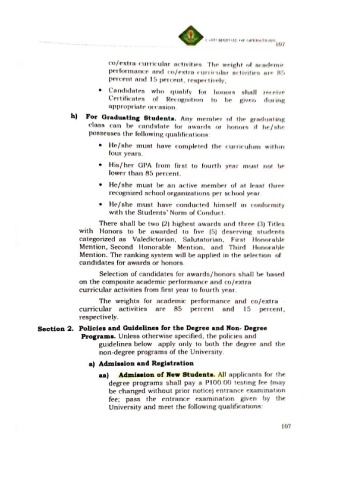 107
co/extra curricular activities. The weight of academic
performance and co/extra curricular activities are 85
percent and 15 percent, respectively.
• Candidates who qualify for honors shall receive
Certificates of Recognition to be given during
appropriate occasion.
h) For Graduating Students. Any member of the graduating
class can be candidate for awards or honors if he/she
possesses the following qualifications
• He/she must have completed the curriculum within
four years.
• His/her GPA from first to fourth year must not be
lower than 85 percent.
• He/she must be an active member of at least three
recognized school organizations per school year.
• He/she must have conducted himself in conformity
with the Students' Norm of Conduct.
There shall be two (2) highest awards and three (3) Titles
with Honors to be awarded to five (5) deserving students
categorized as Valedictorian, Salutatorian, First Honorable
Mention, Second Honorable Mention, and Third Honorable
Mention. The ranking system will be applied in the selection of
candidates for awards or honors.
Selection of candidates for awards/honors shall be based
on the composite academic performance and co/extra
curricular activities from first year to fourth year.
The weights for academic performance and co/extra -
curricular activities are 85 percent and 15 percent,
respectively.
Section 2. Policies and Guidelines for the Degree and Non- Degree
Programs. Unless otherwise specified, the policies and
guidelines below apply only to both the degree and the
non-degree programs of the University.
a) Admission and Registration
aa) Admission of New Students. All applicants for the
degree programs shall pay a P100.00 testing fee (may
be changed without prior notice) entrance examination
fee; pass the entrance examination given by the
University and meet the following qualifications:
107